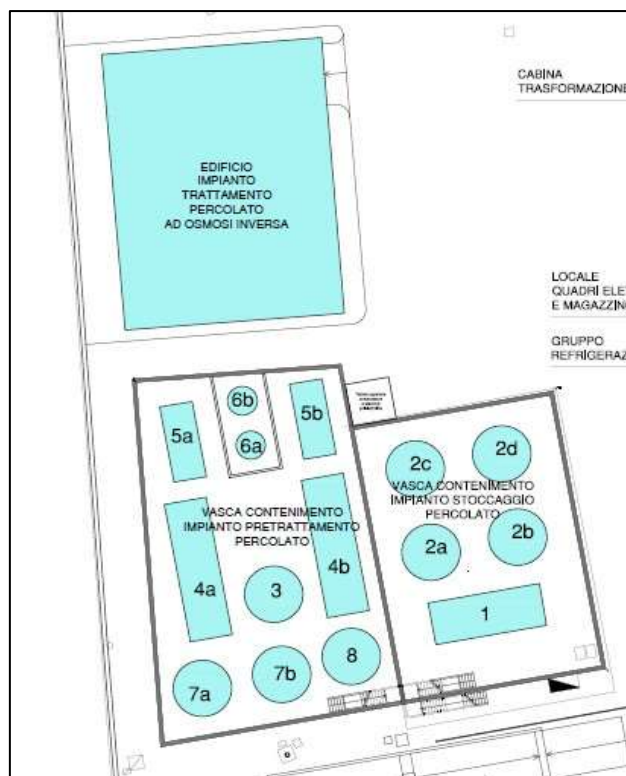 CABINA
TRASFORMAZIONE
EDIFICIO
IMPIANTO
TRATTAMENTO
PERCOLATO
AD OSMOSI INVERSA
LOCALE
QUADRI ELE
E MAGAZZIN
GRUPPO
REFRIGERAZ
6b
5b
5a
6a
2d
2c
VASCA CONTENIMENTO
IMPIANTO STOCCAGGIO
PERCOLATO
VASCA CONTENIMENTO
IMPIANTO PRETRATTAMENTO
PERCOLATO
2b
2a
4b
4a
3
1
8
7b
7a